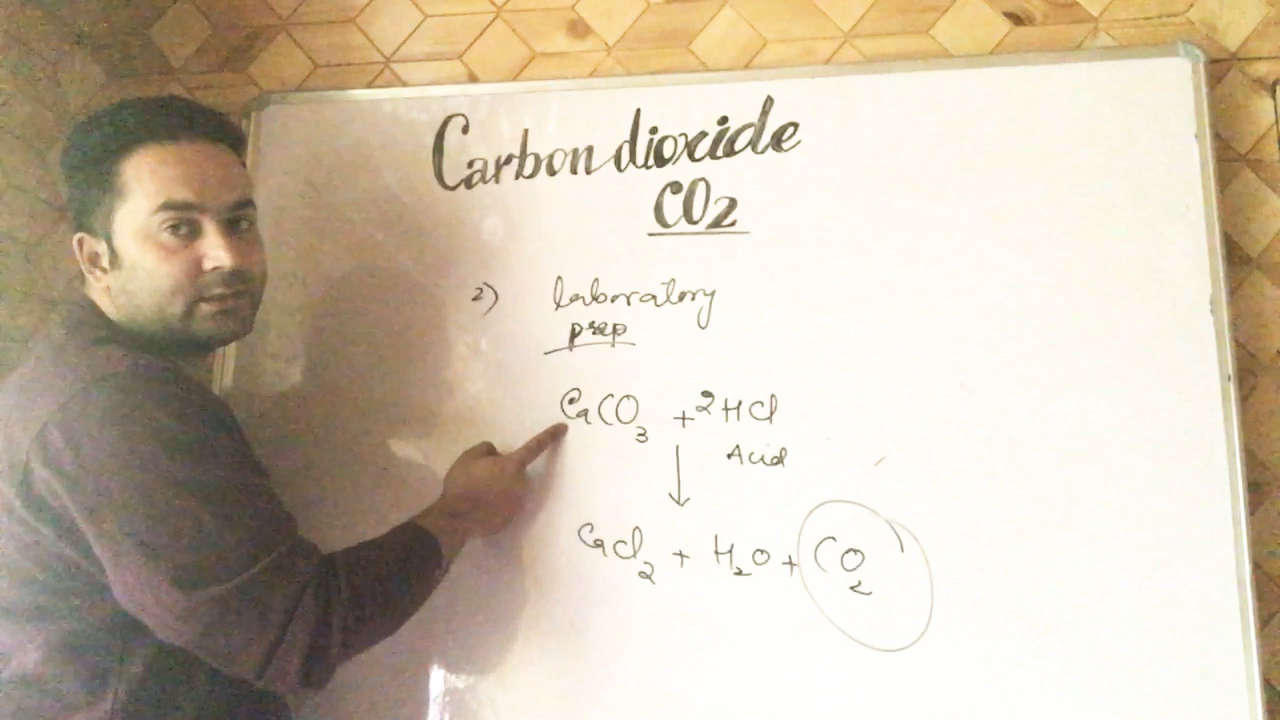 Carbon dioxide
CO2
2) laboratory
prep
CaCO3 + 2HCl
Acid
CaCl2 + H2O + CO2